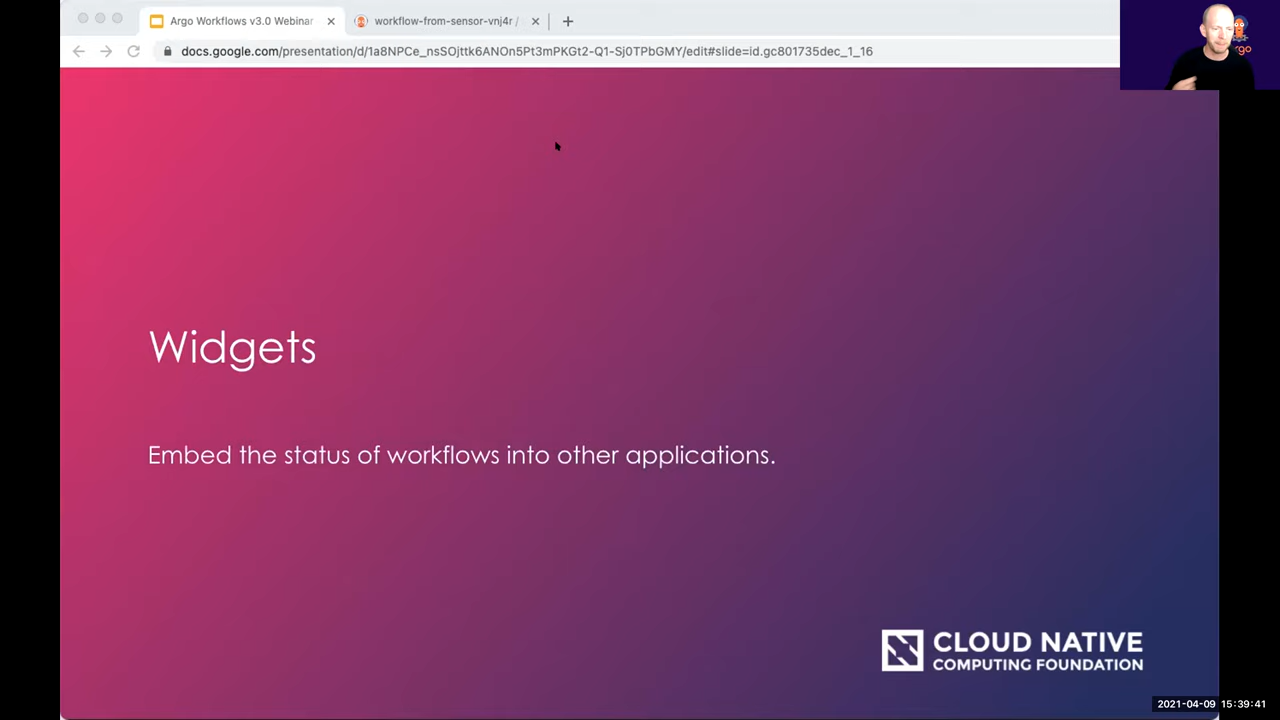 Argo Workflows v3.0 Webinar
workflow-from-sensor-vnj4r /
docs.google.com/presentation/d/1a8NPCe_nsSOjttk6ANOn5Pt3mPKGt2-Q1-Sj0TPbGMY/edit#slide=id.gc801735dec_1_16
rgo
Widgets
Embed the status of workflows into other applications.
CLOUD NATIVE
COMPUTING FOUNDATION
2021-04-09 15:39:41